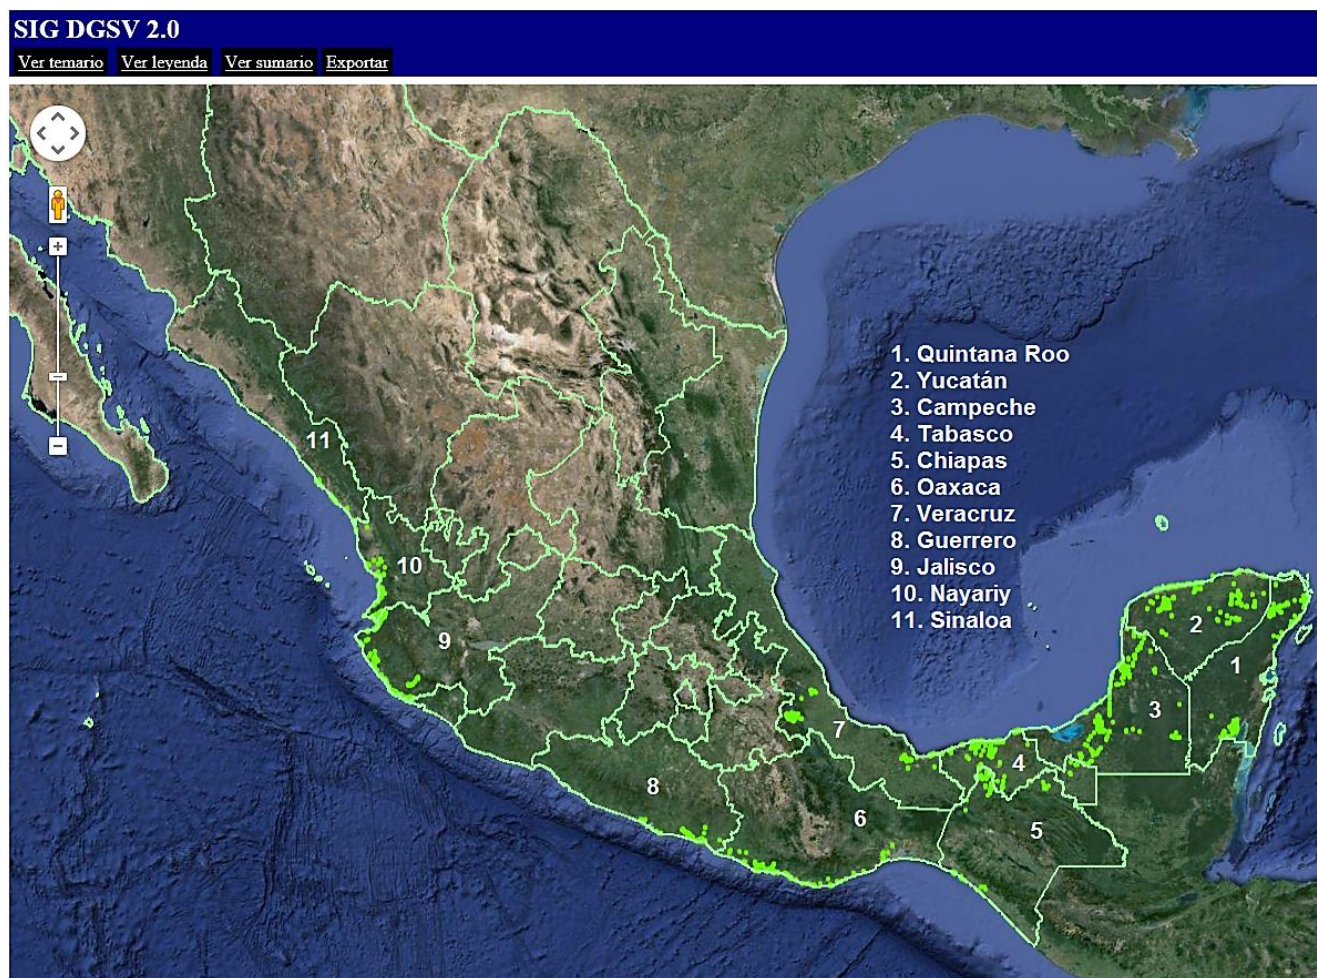 SIG DGSV 2.0
Ver temario Ver leyenda Ver sumario Exportar
1. Quintana Roo
2. Yucatán
3. Campeche
4. Tabasco
5. Chiapas
6. Oaxaca
7. Veracruz
8. Guerrero
9. Jalisco
10. Nayariy
11. Sinaloa
11
10
9
2
1
3
7
4
8
6
5